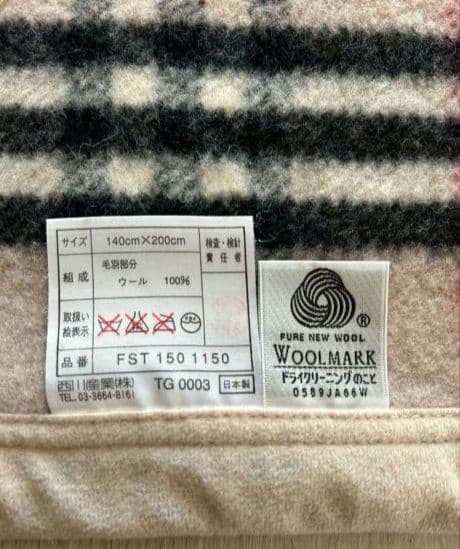 サイズ 140cm×200cm 検査・検計 責任者
組成 毛羽部分 ウール 100%
取扱い 絵表示
品番 FST 150 1150
西川産業(株) TG 0003 日本製
TEL. 03-3664-8161
®
PURE NEW WOOL
WOOLMARK
ドライクリーニングのこと
0589JA66W